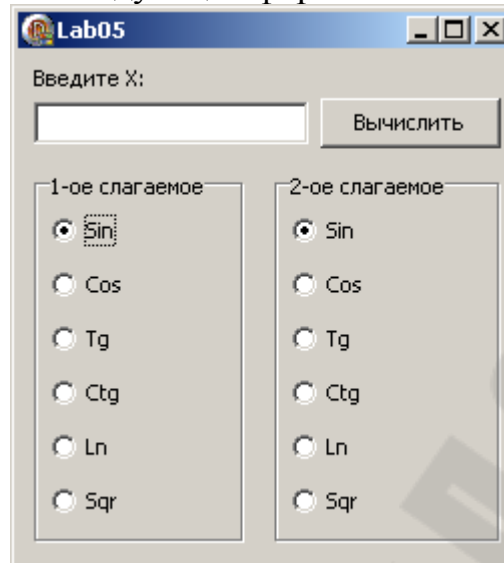 Lab05
Введите X:
Вычислить
1-ое слагаемое
Sin
Cos
Tg
Ctg
Ln
Sqr
2-ое слагаемое
Sin
Cos
Tg
Ctg
Ln
Sqr